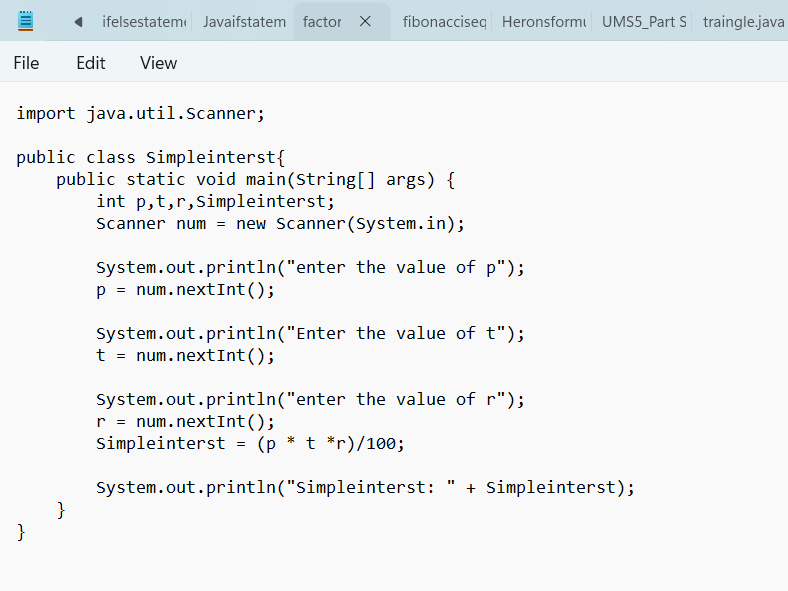 ifelsestateme Javaifstatem factor fibonacciseq Heronsformu UMS5_Part S traingle.java
File Edit View
import java.util.Scanner;
public class Simpleinterst{
public static void main(String[] args) {
int p,t,r,Simpleinterst;
Scanner num = new Scanner(System.in);
System.out.println("enter the value of p");
p = num.nextInt();
System.out.println("Enter the value of t");
t = num.nextInt();
System.out.println("enter the value of r");
r = num.nextInt();
Simpleinterst = (p * t *r)/100;
System.out.println("Simpleinterst: " + Simpleinterst);
}
}